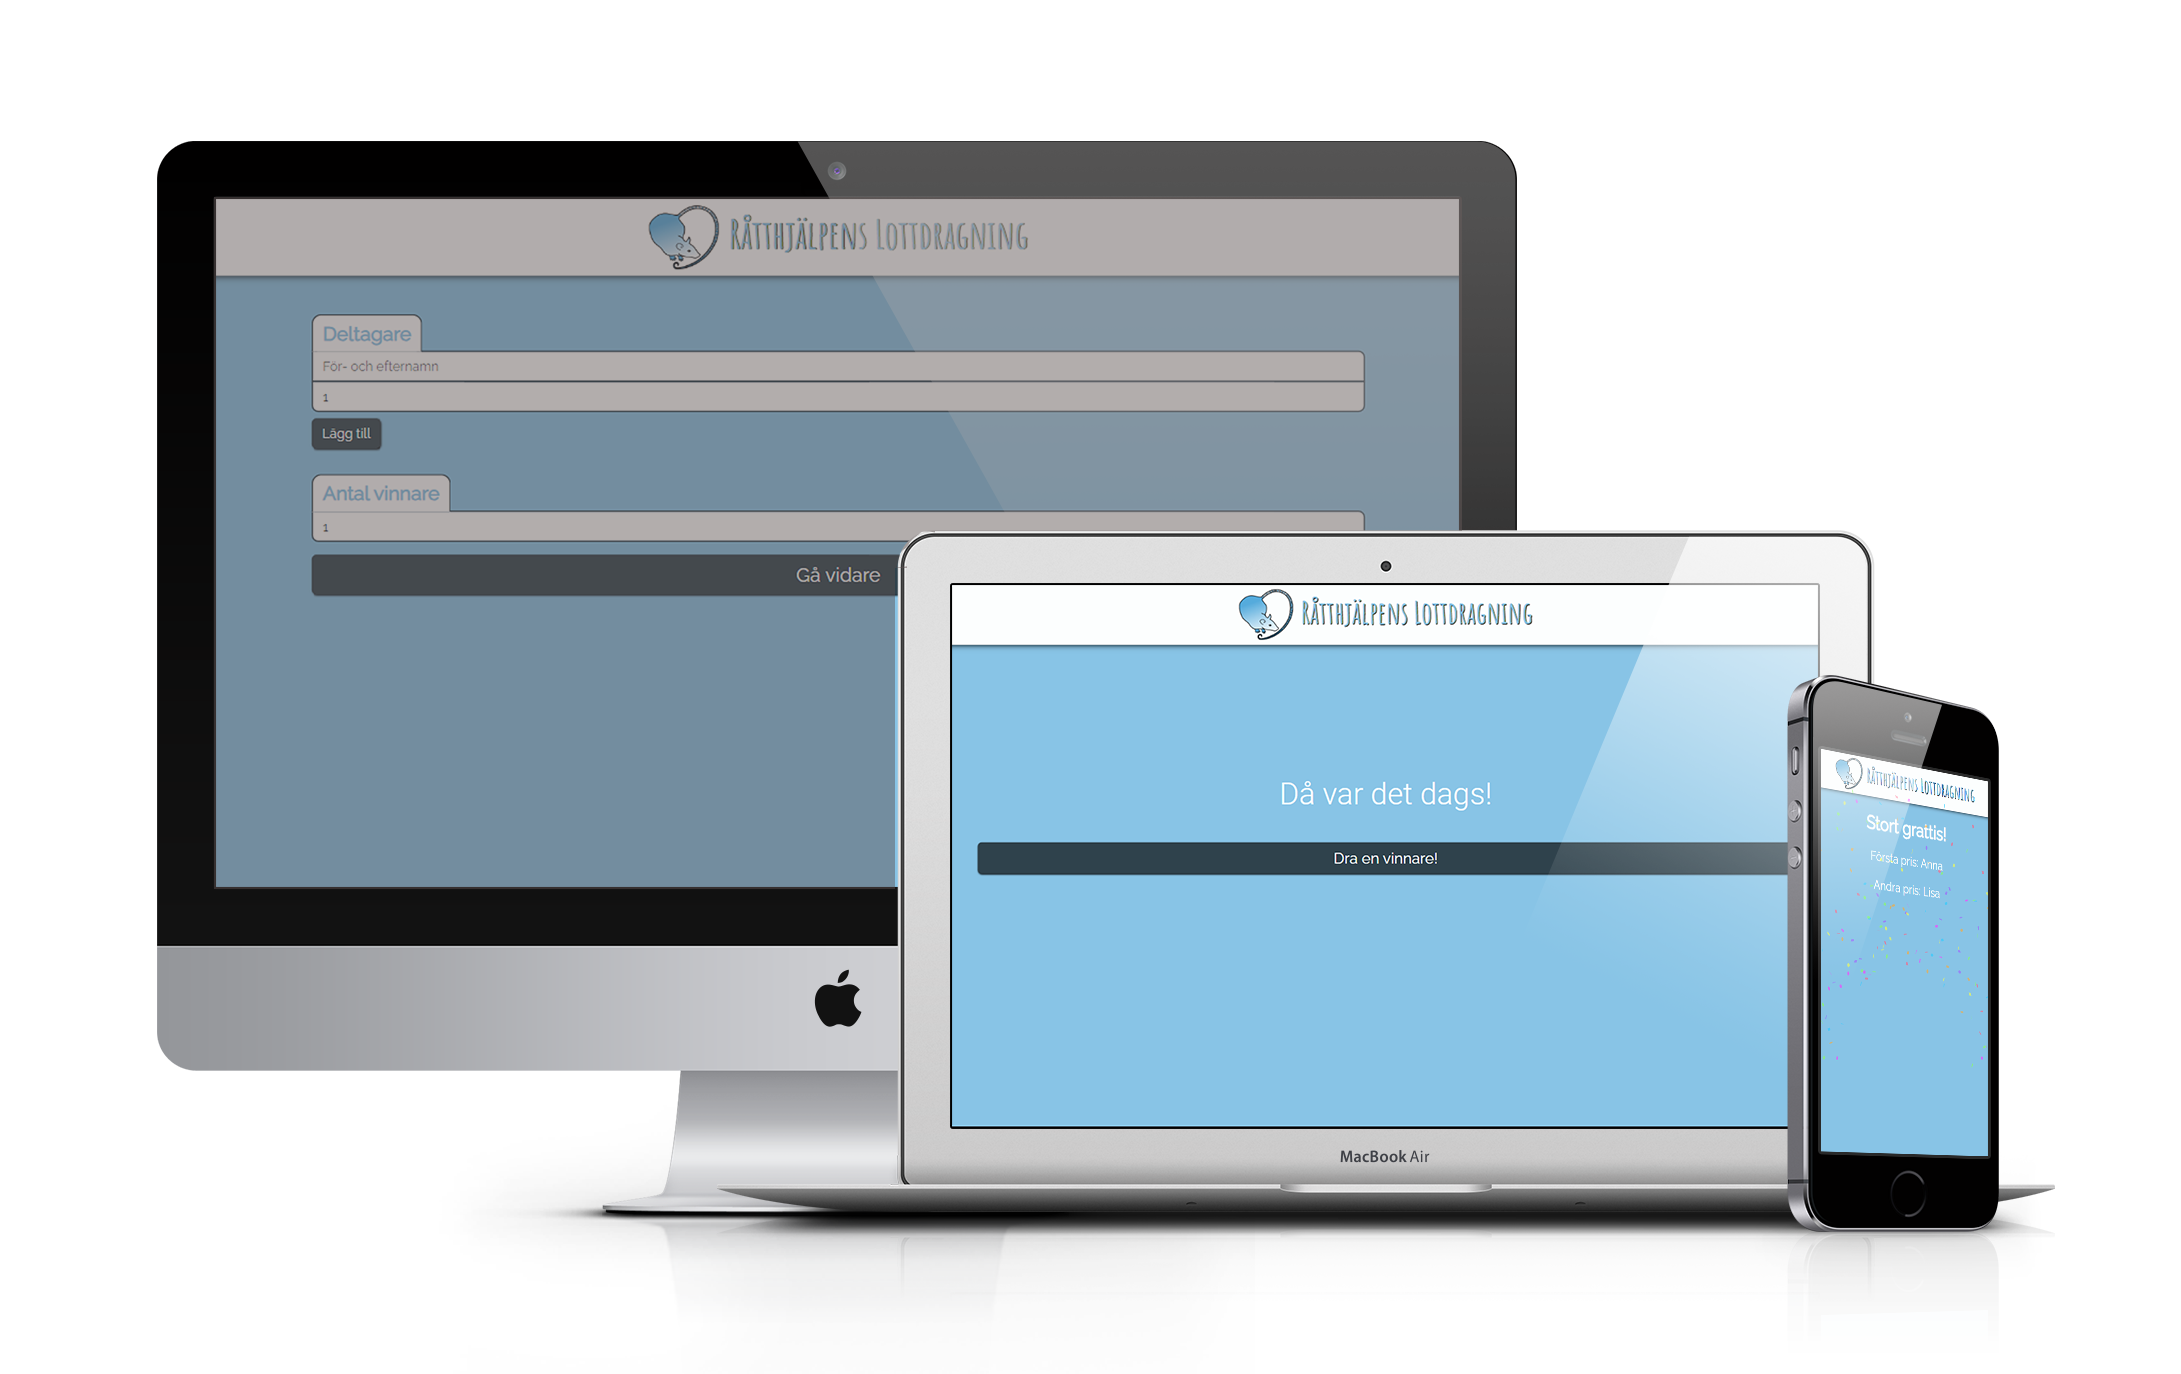 Råtthjälpens Lottdragning
Deltagare
För- och efternamn
1
Lägg till
Antal vinnare
1
Gå vidare
Råtthjälpens Lottdragning
Då var det dags!
Dra en vinnare!
MacBook Air
Råtthjälpens Lottdragning
Stort grattis!
Första pris: Anna
Andra pris: Lisa